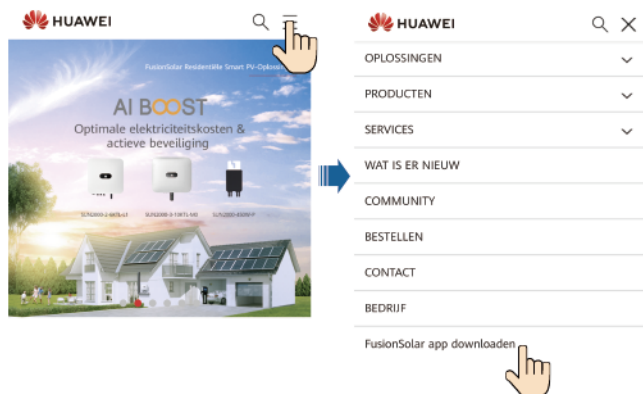 HUAWEI
FusionSolar Residentiële Smart PV-Oplossing
AI BOOST
Optimale elektriciteitskosten &
actieve beveiliging
HUAWEI
OPLOSSINGEN
PRODUCTEN
SERVICES
WAT IS ER NIEUW
COMMUNITY
BESTELLEN
CONTACT
BEDRIJF
FusionSolar app downloaden